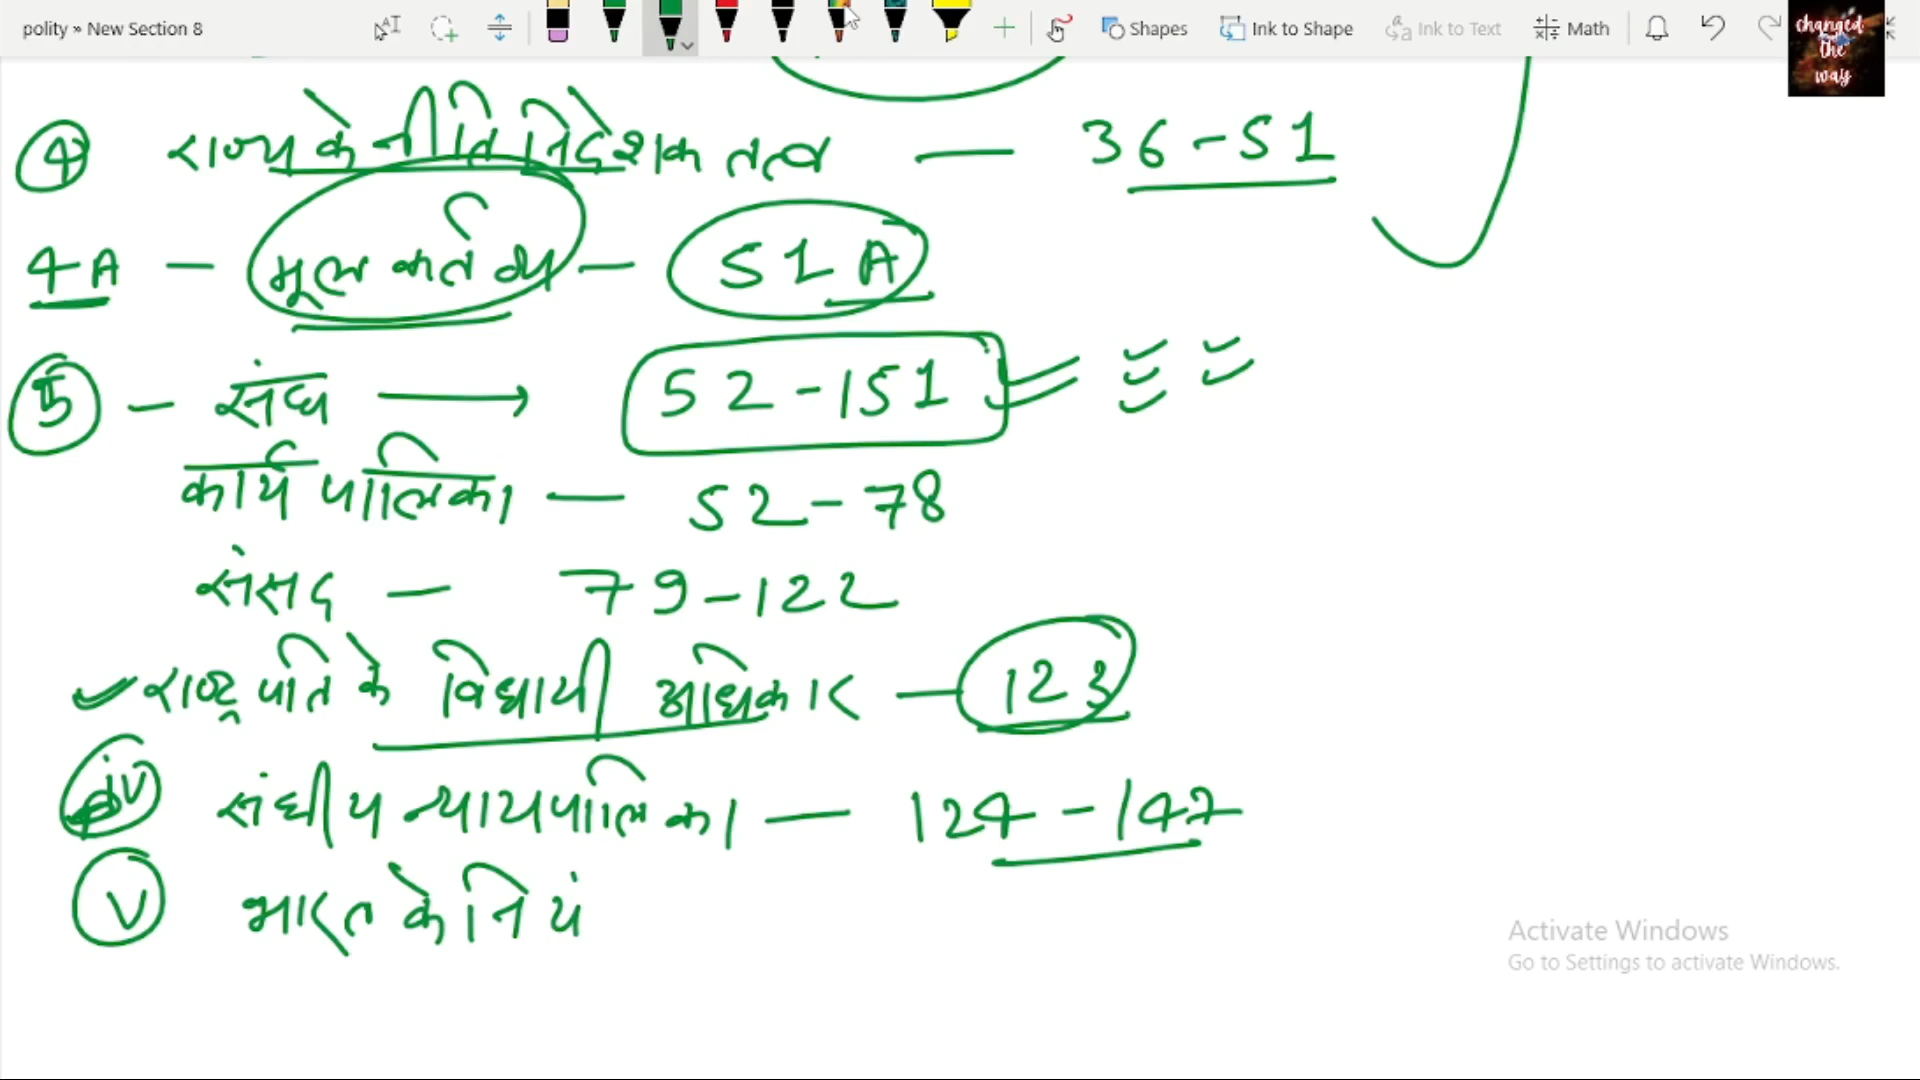 polity » New Section 8 Shapes Ink to Shape Ink to Text Math
changed
the
way
④ राज्य के नीति निदेशक तत्व — 36-51
4A — मूल कर्तव्य — 51A
⑤ - संघ → 52-151
कार्यपालिका — 52-78
संसद — 79-122
राष्ट्रपति के विधायी अधिकार — 123
iv संघीय न्यायपालिका — 124-147
V भारत के नियं
Activate Windows
Go to Settings to activate Windows.